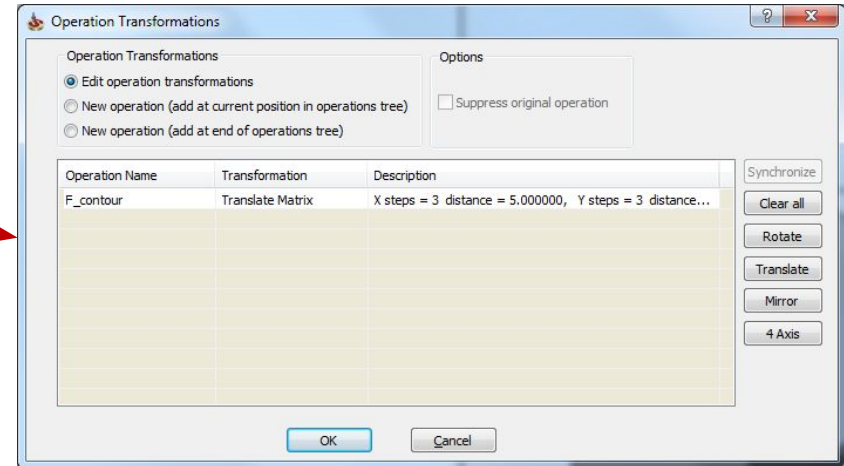 Operation Transformations
Operation Transformations
Edit operation transformations
New operation (add at current position in operations tree)
New operation (add at end of operations tree)
Options
Suppress original operation
Operation Name Transformation Description
F_contour Translate Matrix X steps = 3 distance = 5.000000, Y steps = 3 distance...
Synchronize
Clear all
Rotate
Translate
Mirror
4 Axis
OK Cancel